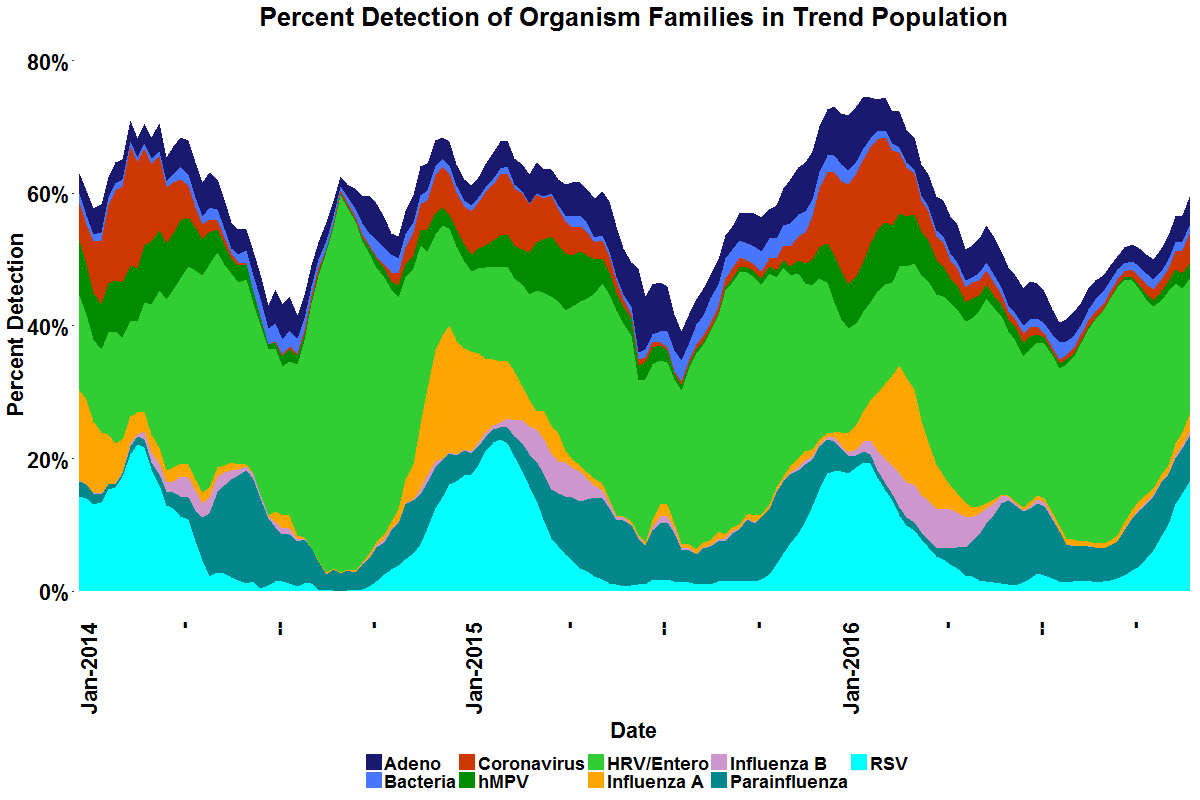 Percent Detection of Organism Families in Trend Population
Percent Detection
80%
60%
40%
20%
0%
Jan-2014 - -- - Jan-2015 - -- - Jan-2016 - -- -
Date
Adeno Coronavirus HRV/Entero Influenza B RSV
Bacteria hMPV Influenza A Parainfluenza